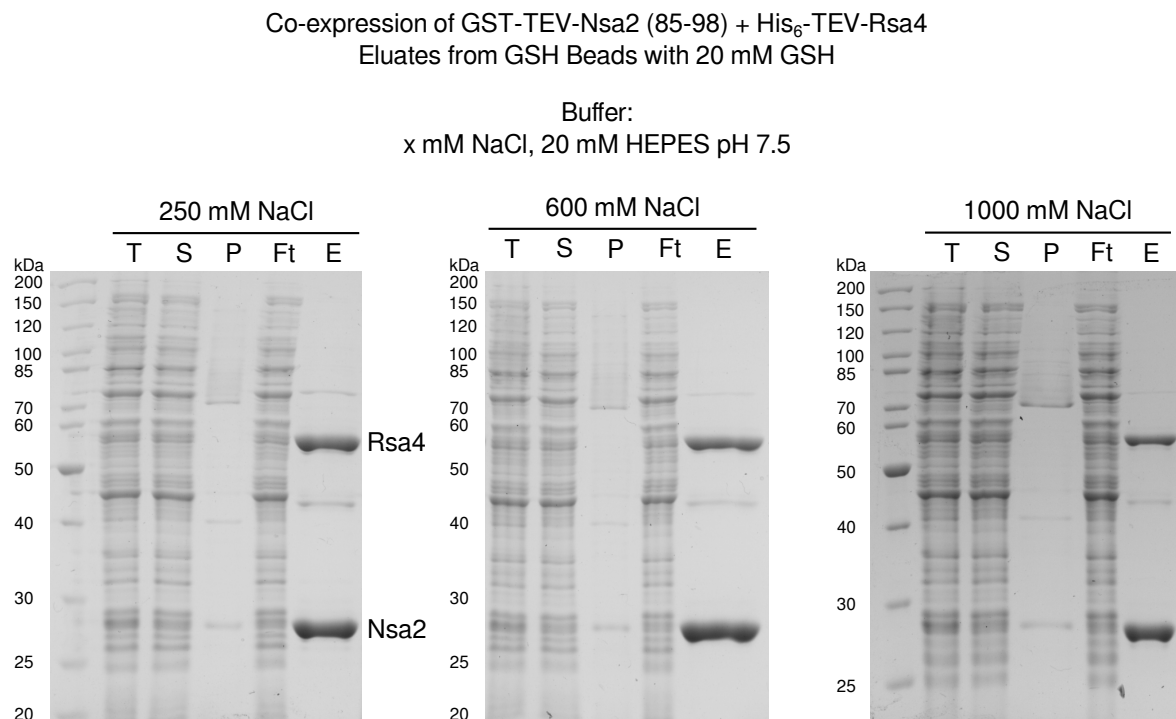 Co-expression of GST-TEV-Nsa2 (85-98) + His₆-TEV-Rsa4
Eluates from GSH Beads with 20 mM GSH
Buffer:
x mM NaCl, 20 mM HEPES pH 7.5
250 mM NaCl
T S P Ft E
kDa
200
150
120
100
85
70
60
50
40
30
25
20
Rsa4
Nsa2
600 mM NaCl
T S P Ft E
kDa
200
150
120
100
85
70
60
50
40
30
25
20
1000 mM NaCl
T S P Ft E
kDa
200
150
120
100
85
70
60
50
40
30
25